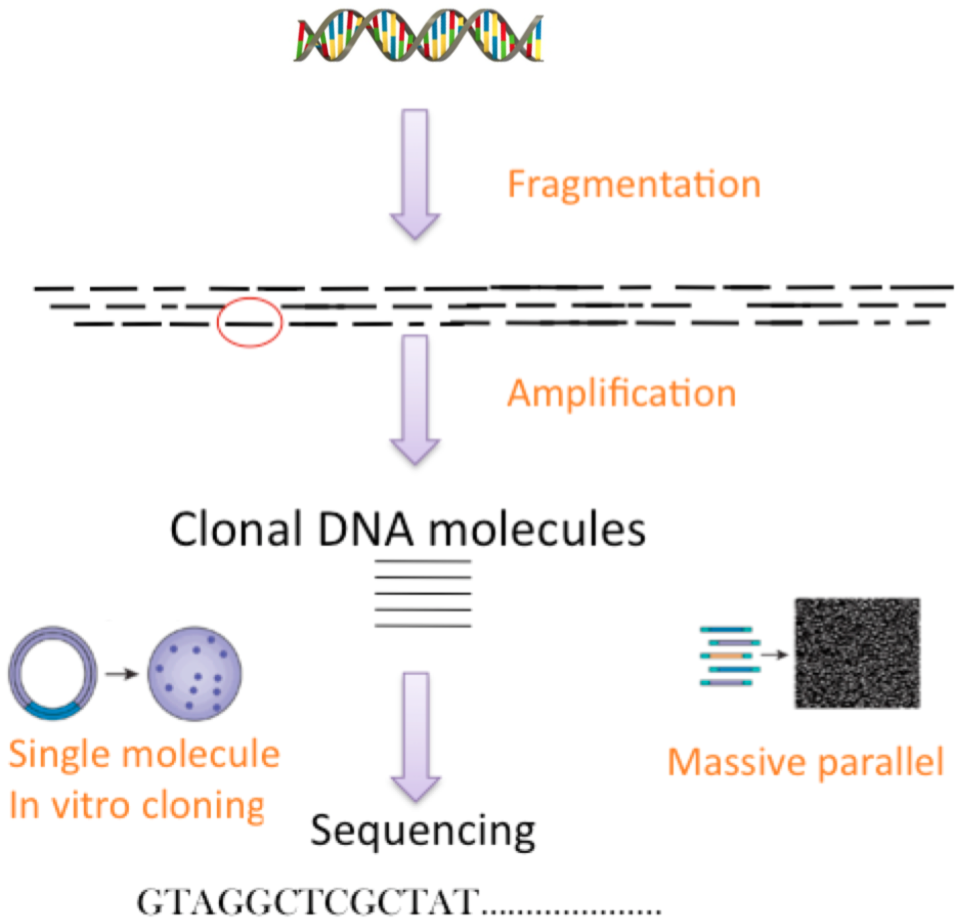 Fragmentation
Amplification
Clonal DNA molecules
Single molecule
In vitro cloning
Massive parallel
Sequencing
GTAGGCTCGCTAT....................